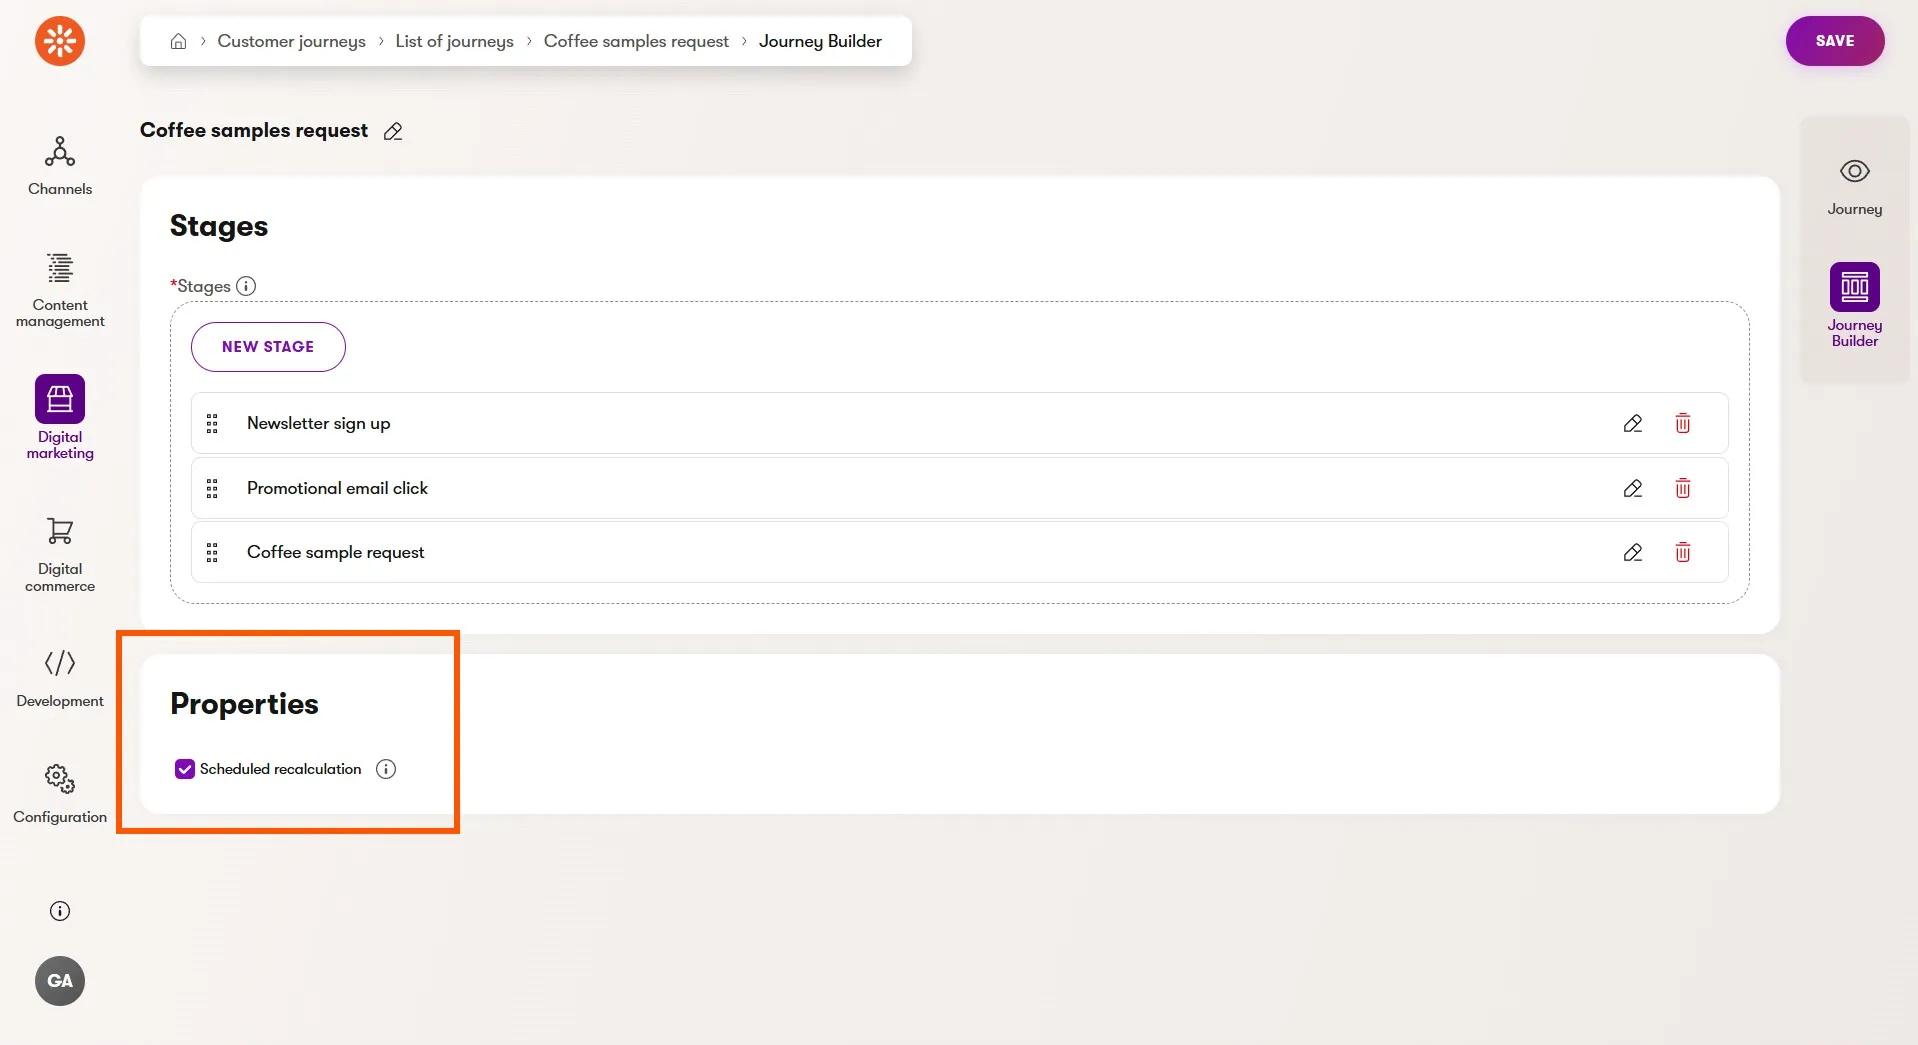 Customer journeys > List of journeys > Coffee samples request > Journey Builder
SAVE
Coffee samples request
Channels
Content
management
Digital
marketing
Digital
commerce
Development
Configuration
GA
Stages
*Stages
NEW STAGE
Newsletter sign up
Promotional email click
Coffee sample request
Properties
Scheduled recalculation
Journey
Journey
Builder